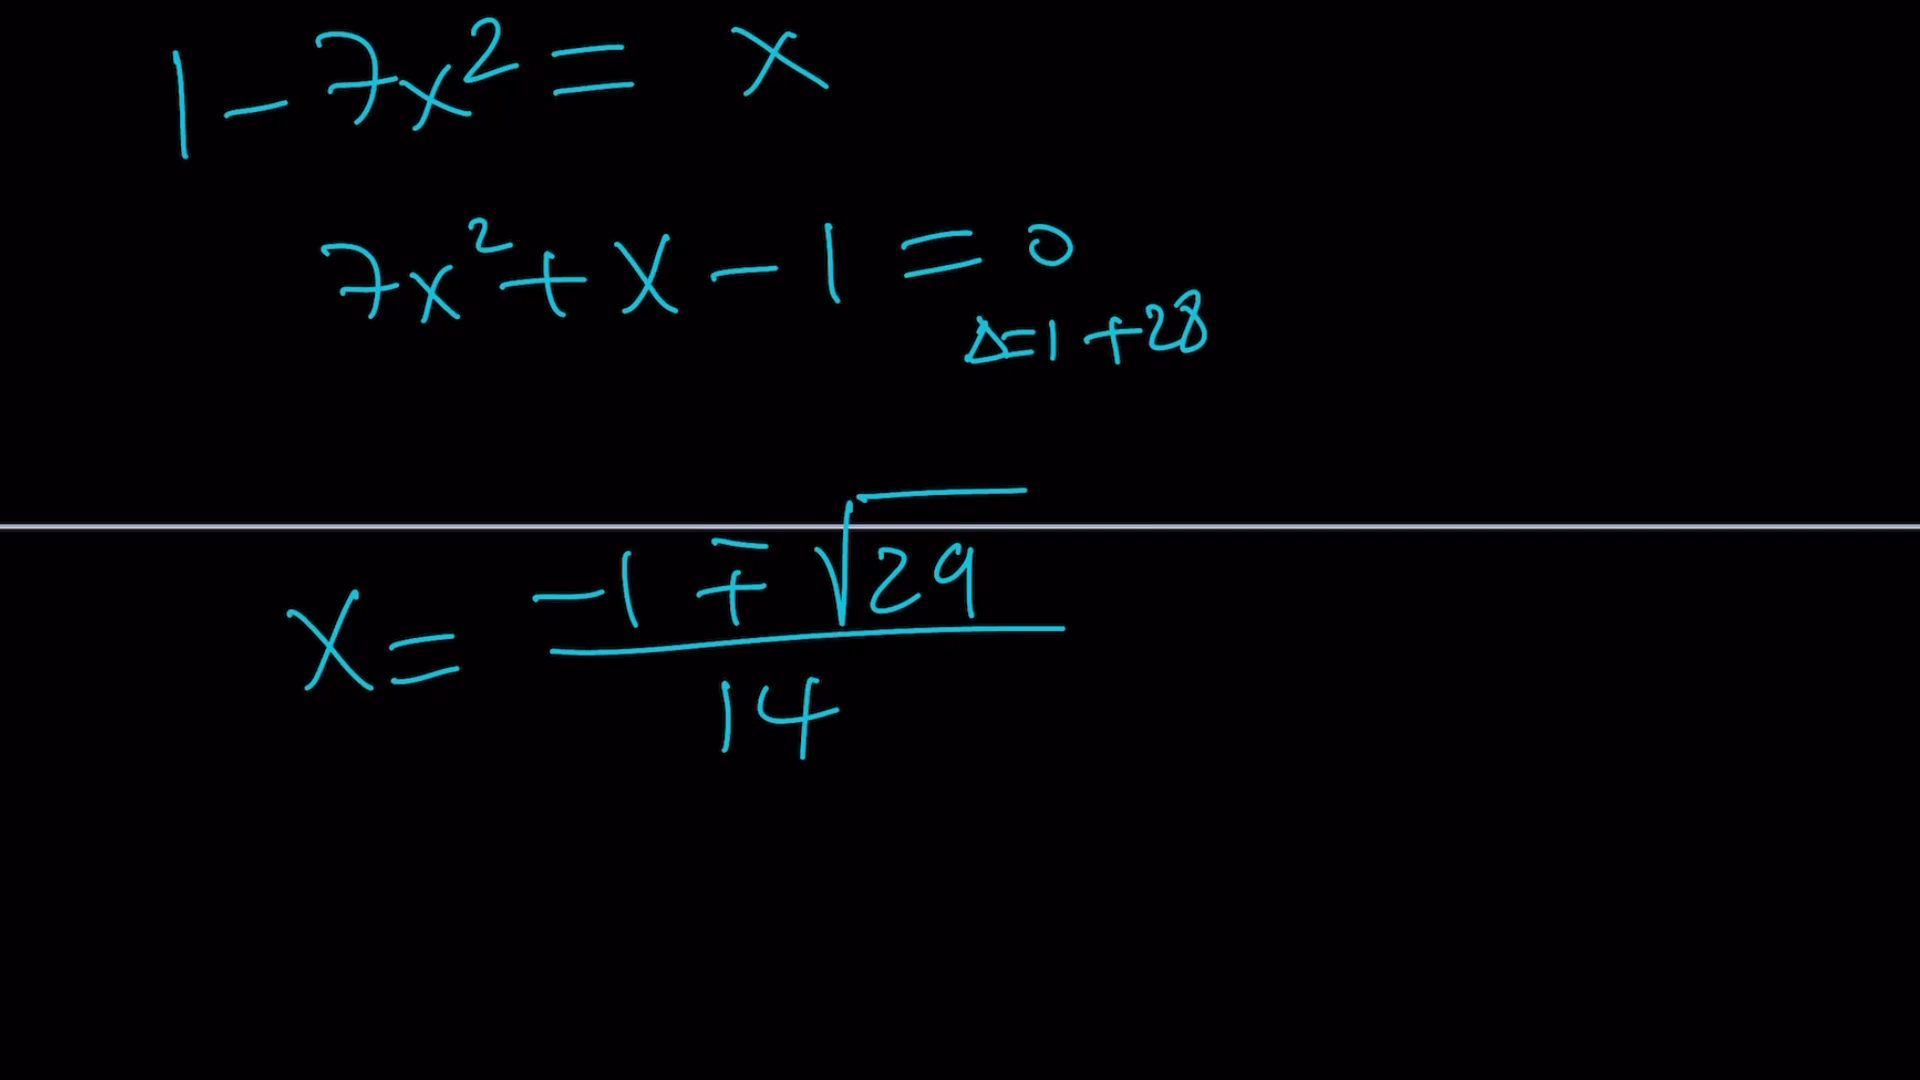 1 - 7x² = x
7x² + x - 1 = 0
Δ = 1 + 28
x = (-1 ∓ √29) / 14